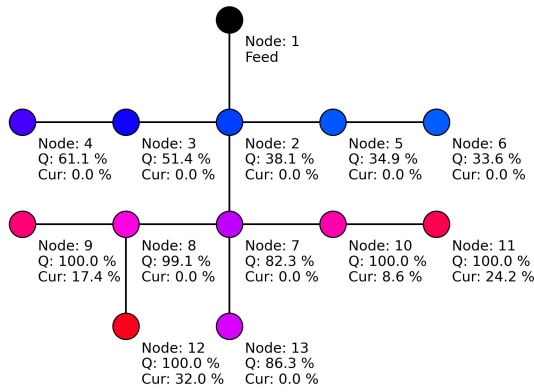 Node: 1
Feed
Node: 4
Q: 61.1 %
Cur: 0.0 %
Node: 3
Q: 51.4 %
Cur: 0.0 %
Node: 2
Q: 38.1 %
Cur: 0.0 %
Node: 5
Q: 34.9 %
Cur: 0.0 %
Node: 6
Q: 33.6 %
Cur: 0.0 %
Node: 9
Q: 100.0 %
Cur: 17.4 %
Node: 8
Q: 99.1 %
Cur: 0.0 %
Node: 7
Q: 82.3 %
Cur: 0.0 %
Node: 10
Q: 100.0 %
Cur: 8.6 %
Node: 11
Q: 100.0 %
Cur: 24.2 %
Node: 12
Q: 100.0 %
Cur: 32.0 %
Node: 13
Q: 86.3 %
Cur: 0.0 %